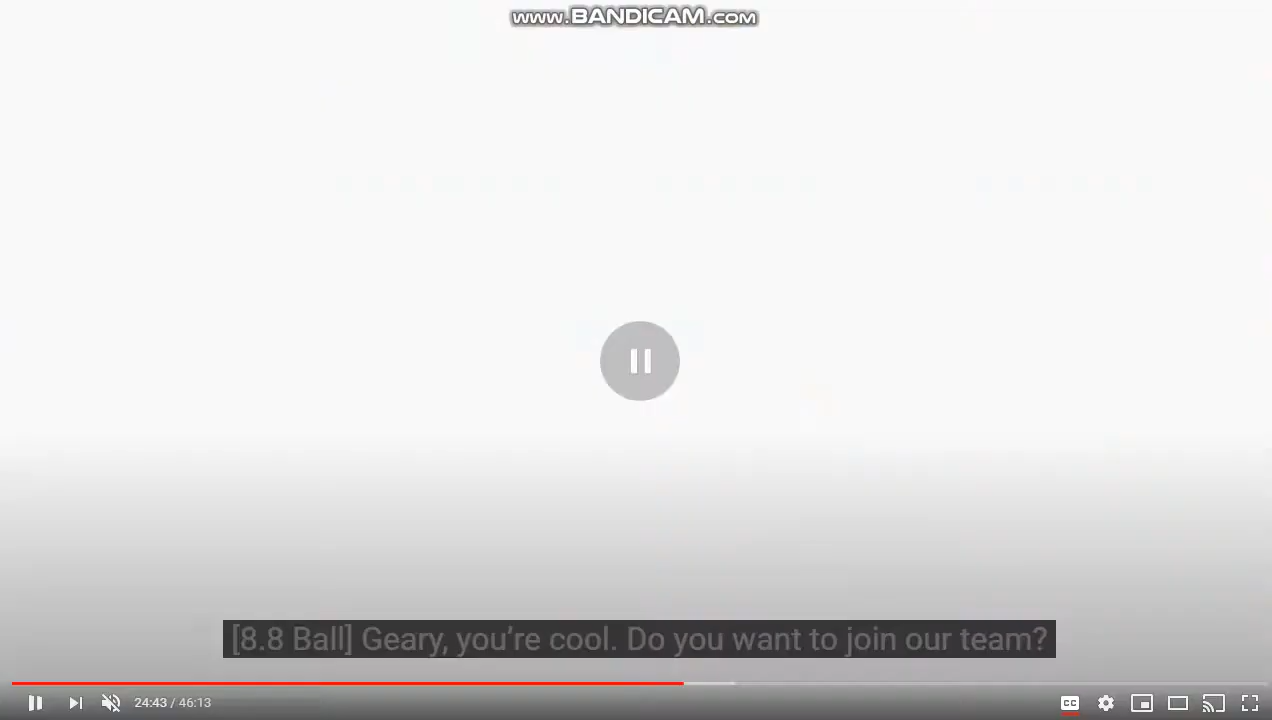 www.BANDICAM.COM
[8.8 Ball] Geary, you're cool. Do you want to join our team?
24:43 / 46:13
CC